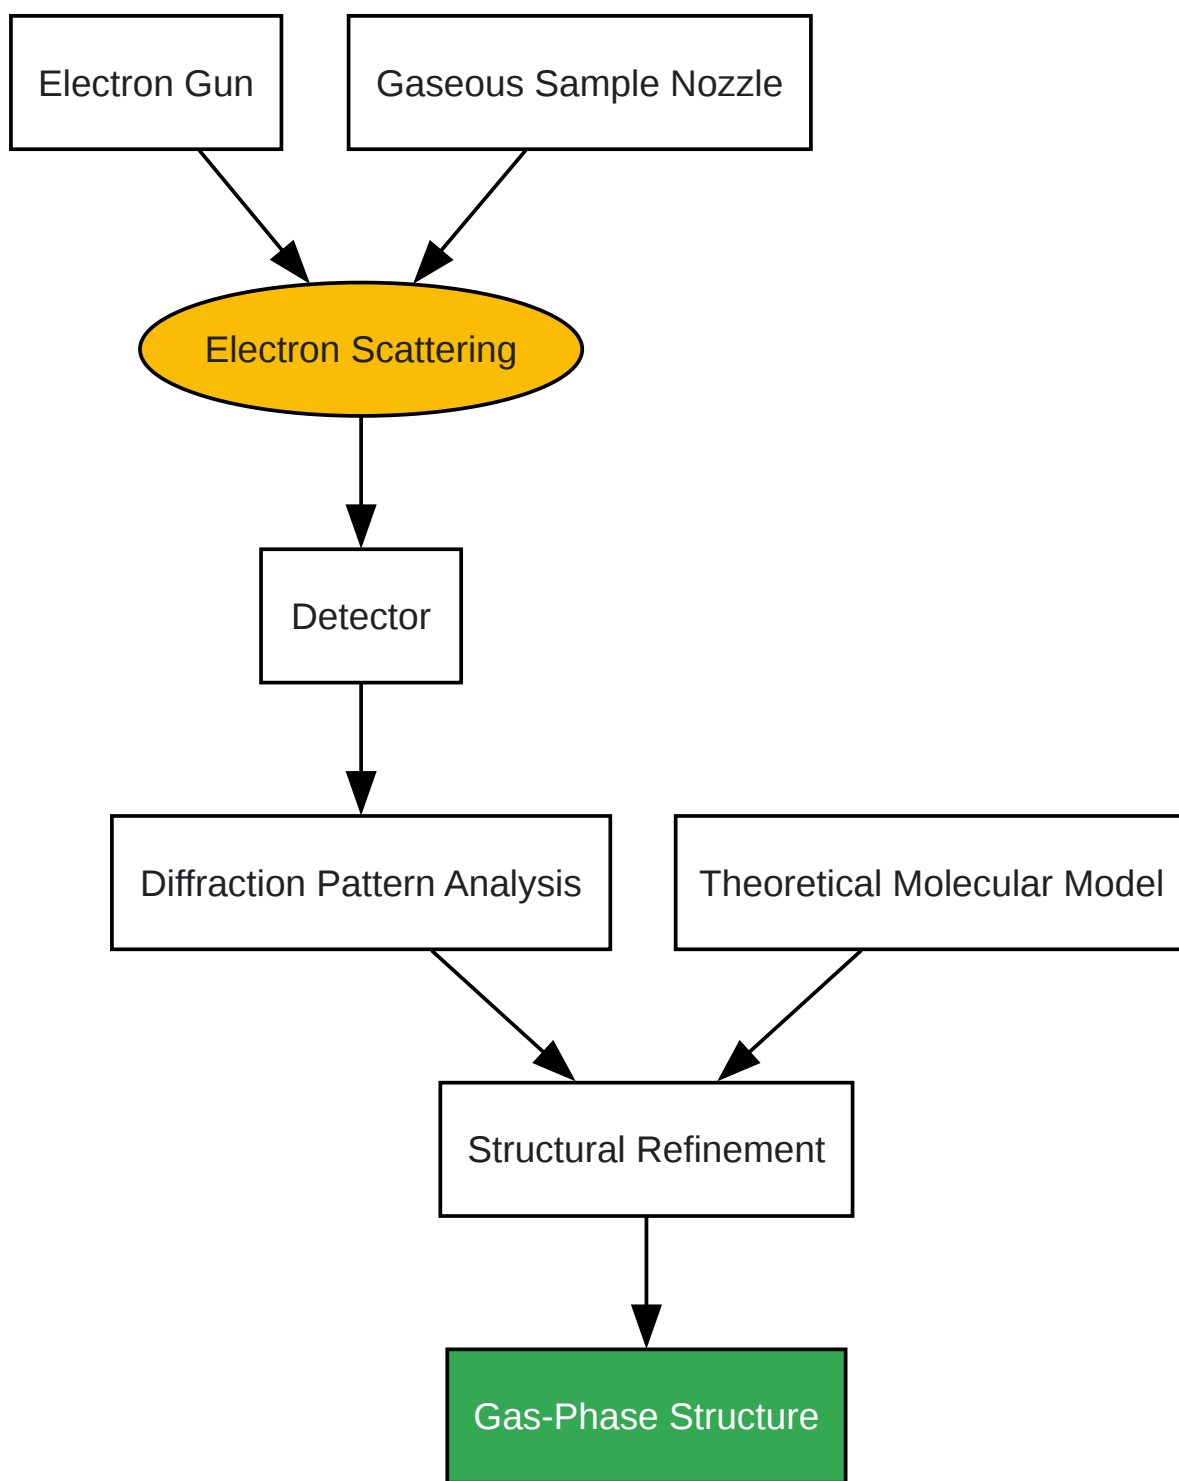 Electron Gun
Gaseous Sample Nozzle
Electron Scattering
Detector
Diffraction Pattern Analysis
Theoretical Molecular Model
Structural Refinement
Gas-Phase Structure